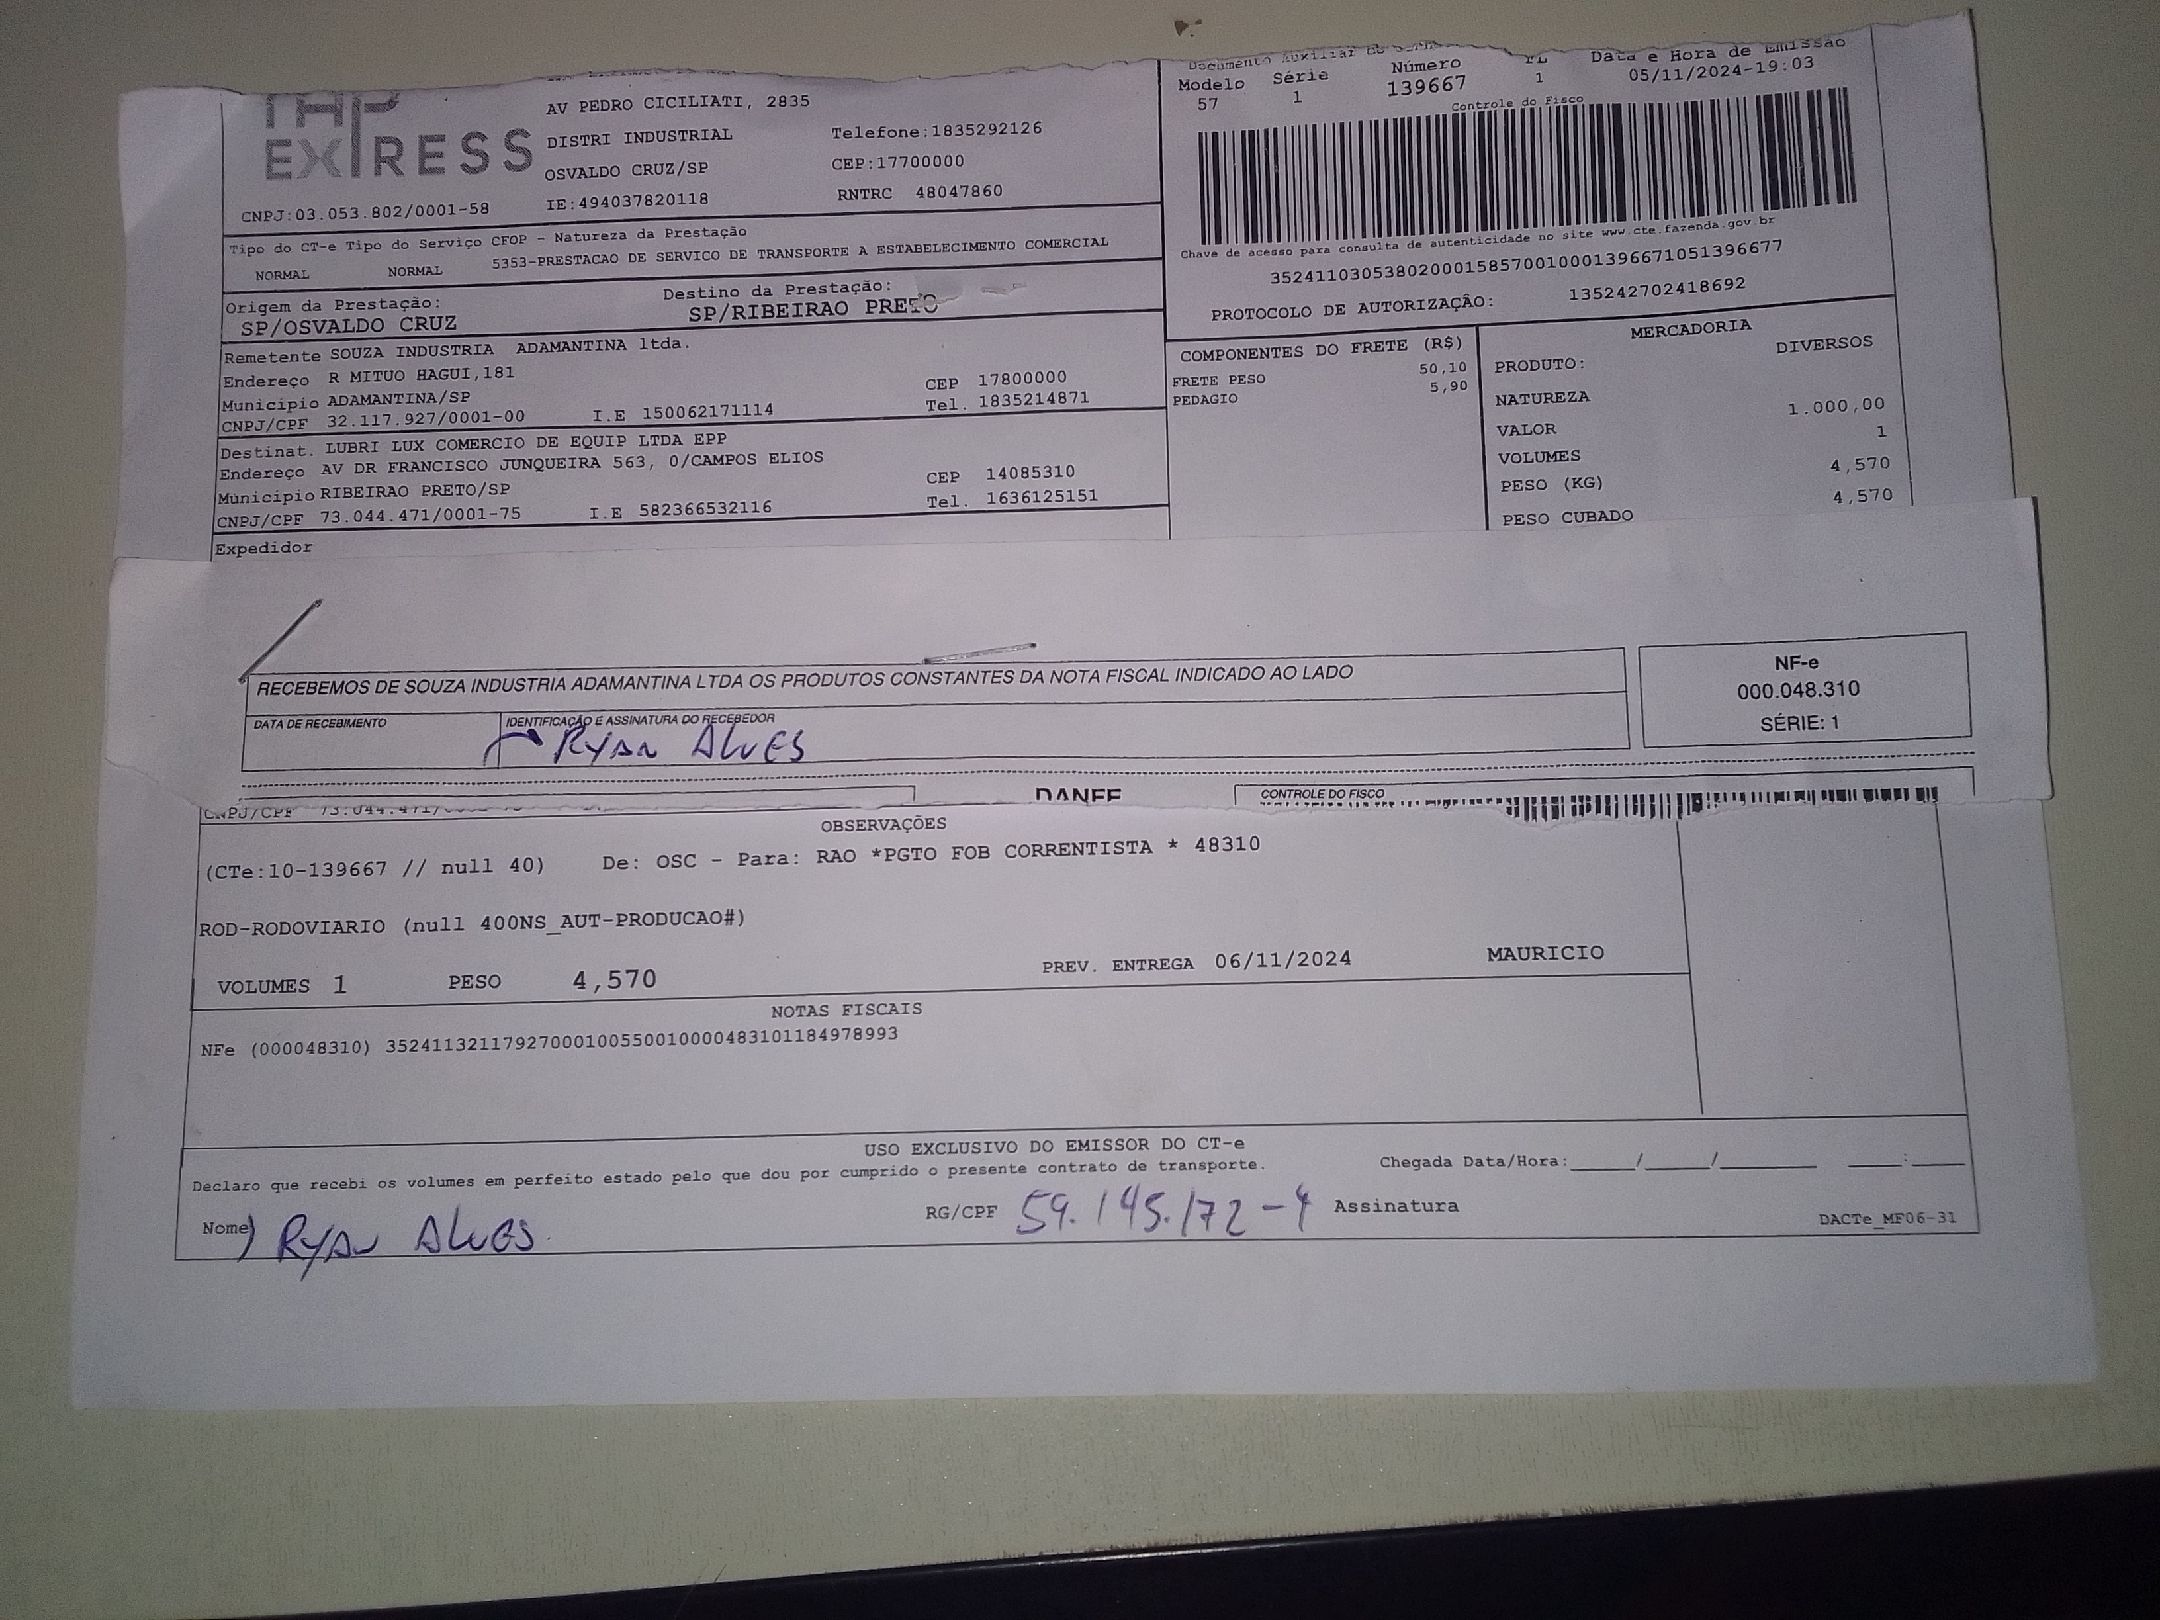 EXPRESS
AV PEDRO CICILIATI, 2835
DISTRI INDUSTRIAL Telefone:1835292126
OSVALDO CRUZ/SP CEP:17700000
CNPJ:03.053.802/0001-58 IE:494037820118 RNTRC 48047860
Documento Auxiliar
Modelo Série Número Data e Hora de Emissão
57 1 139667 1 05/11/2024-19:03
Controle do Fisco
Chave de acesso para consulta de autenticidade no site www.cte.fazenda.gov.br
35241103053802000158570010001396671051396677
PROTOCOLO DE AUTORIZAÇÃO: 135242702418692
Tipo do CT-e Tipo do Serviço CFOP - Natureza da Prestação
NORMAL NORMAL 5353-PRESTACAO DE SERVICO DE TRANSPORTE A ESTABELECIMENTO COMERCIAL
Origem da Prestação: Destino da Prestação:
SP/OSVALDO CRUZ SP/RIBEIRAO PRETO
Remetente SOUZA INDUSTRIA ADAMANTINA ltda.
Endereço R MITUO HAGUI,181 CEP 17800000
Município ADAMANTINA/SP Tel. 1835214871
CNPJ/CPF 32.117.927/0001-00 I.E 150062171114
Destinat. LUBRI LUX COMERCIO DE EQUIP LTDA EPP
Endereço AV DR FRANCISCO JUNQUEIRA 563, 0/CAMPOS ELIOS CEP 14085310
Município RIBEIRAO PRETO/SP Tel. 1636125151
CNPJ/CPF 73.044.471/0001-75 I.E 582366532116
Expedidor
COMPONENTES DO FRETE (R$)
FRETE PESO 50,10
PEDAGIO 5,90
MERCADORIA
PRODUTO: DIVERSOS
NATUREZA
VALOR 1.000,00
VOLUMES 1
PESO (KG) 4,570
PESO CUBADO 4,570
RECEBEMOS DE SOUZA INDUSTRIA ADAMANTINA LTDA OS PRODUTOS CONSTANTES DA NOTA FISCAL INDICADO AO LADO
DATA DE RECEBIMENTO IDENTIFICAÇÃO E ASSINATURA DO RECEBEDOR
RYAN ALVES
NF-e
000.048.310
SÉRIE: 1
DANFE CONTROLE DO FISCO
CNPJ/CPF 73.044.471/
OBSERVAÇÕES
(CTe:10-139667 // null 40) De: OSC - Para: RAO *PGTO FOB CORRENTISTA * 48310
ROD-RODOVIARIO (null 400NS_AUT-PRODUCAO#)
VOLUMES 1 PESO 4,570 PREV. ENTREGA 06/11/2024 MAURICIO
NOTAS FISCAIS
NFe (000048310) 35241132117927000100550010000483101184978993
USO EXCLUSIVO DO EMISSOR DO CT-e
Declaro que recebi os volumes em perfeito estado pelo que dou por cumprido o presente contrato de transporte. Chegada Data/Hora:_____/_____/________ ____:____
Nome RYAN ALVES RG/CPF 59.145.172-4 Assinatura
DACTe_MF06-31